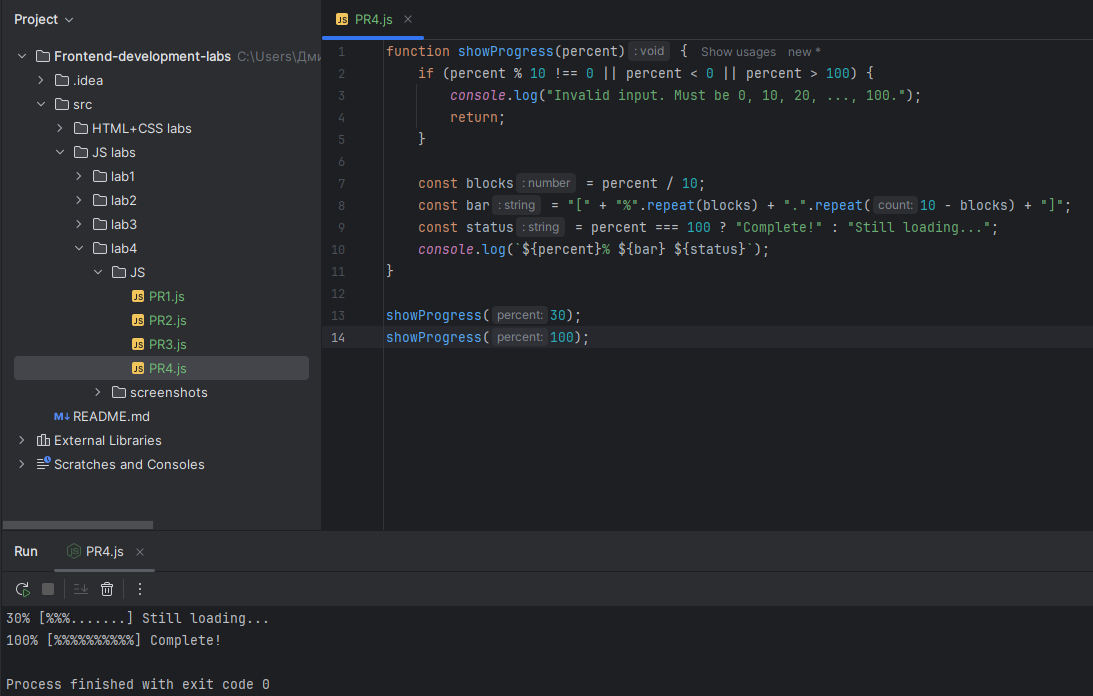 Project
Frontend-development-labs C:\Users\Дми
.idea
src
HTML+CSS labs
JS labs
lab1
lab2
lab3
lab4
JS
JS PR1.js
JS PR2.js
JS PR3.js
JS PR4.js
screenshots
M↓ README.md
External Libraries
Scratches and Consoles
JS PR4.js ×
1 function showProgress(percent) : void { Show usages new *
2 if (percent % 10 !== 0 || percent < 0 || percent > 100) {
3 console.log("Invalid input. Must be 0, 10, 20, ..., 100.");
4 return;
5 }
6
7 const blocks : number = percent / 10;
8 const bar : string = "[" + "%".repeat(blocks) + ".".repeat( count: 10 - blocks) + "]";
9 const status : string = percent === 100 ? "Complete!" : "Still loading...";
10 console.log(`${percent}% ${bar} ${status}`);
11 }
12
13 showProgress( percent: 30);
14 showProgress( percent: 100);
Run JS PR4.js ×
30% [%%%.......] Still loading...
100% [%%%%%%%%%%] Complete!
Process finished with exit code 0